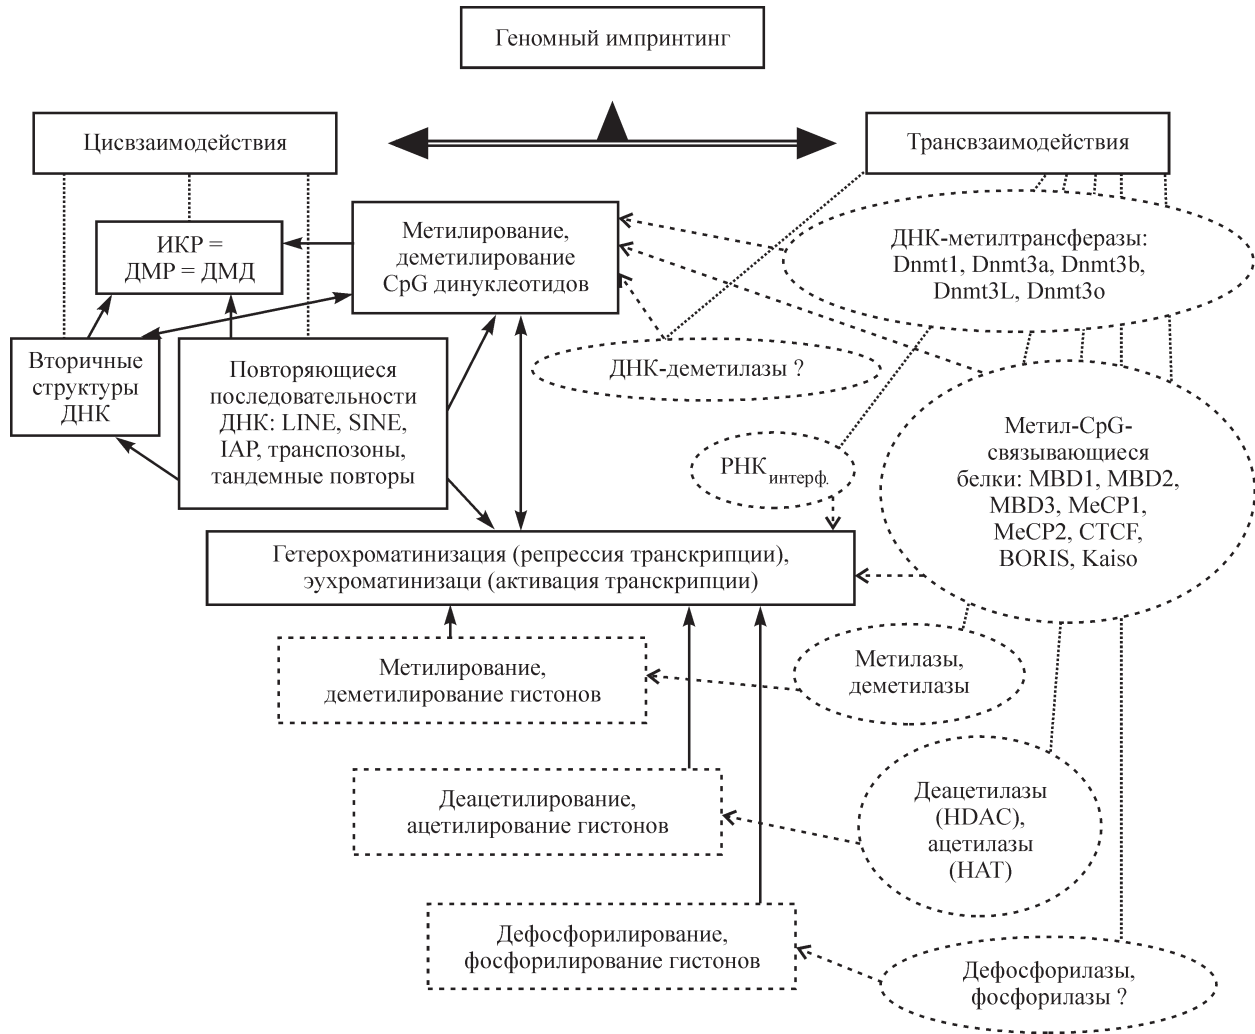 Геномный импринтинг
Цисвзаимодействия
Трансвзаимодействия
ИКР =
ДМР = ДМД
Метилирование,
деметилирование
CpG динуклеотидов
ДНК-метилтрансферазы:
Dnmt1, Dnmt3a, Dnmt3b,
Dnmt3L, Dnmt3o
Вторичные
структуры
ДНК
Повторяющиеся
последовательности
ДНК: LINE, SINE,
IAP, транспозоны,
тандемные повторы
ДНК-деметилазы ?
РНК интерф.
Метил-CpG-
связывающиеся
белки: MBD1, MBD2,
MBD3, MeCP1,
MeCP2, CTCF,
BORIS, Kaiso
Гетерохроматинизация (репрессия транскрипции),
эухроматинизаци (активация транскрипции)
Метилирование,
деметилирование гистонов
Метилазы,
деметилазы
Деацетилирование,
ацетилирование гистонов
Деацетилазы
(HDAC),
ацетилазы
(HAT)
Дефосфорилирование,
фосфорилирование гистонов
Дефосфорилазы,
фосфорилазы ?